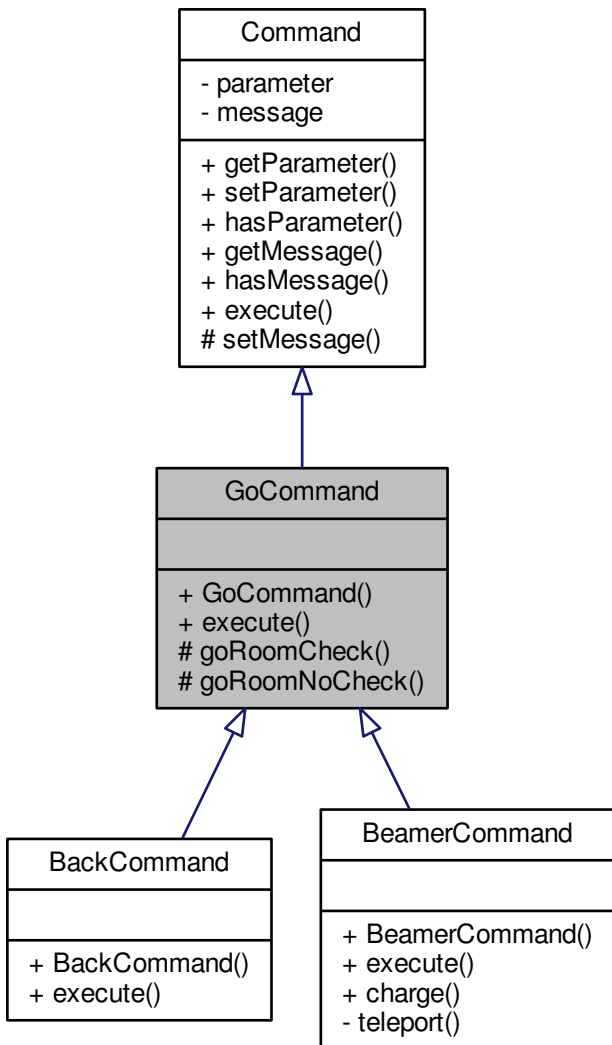 Command
- parameter
- message
+ getParameter()
+ setParameter()
+ hasParameter()
+ getMessage()
+ hasMessage()
+ execute()
# setMessage()
GoCommand
+ GoCommand()
+ execute()
# goRoomCheck()
# goRoomNoCheck()
BackCommand
+ BackCommand()
+ execute()
BeamerCommand
+ BeamerCommand()
+ execute()
+ charge()
- teleport()